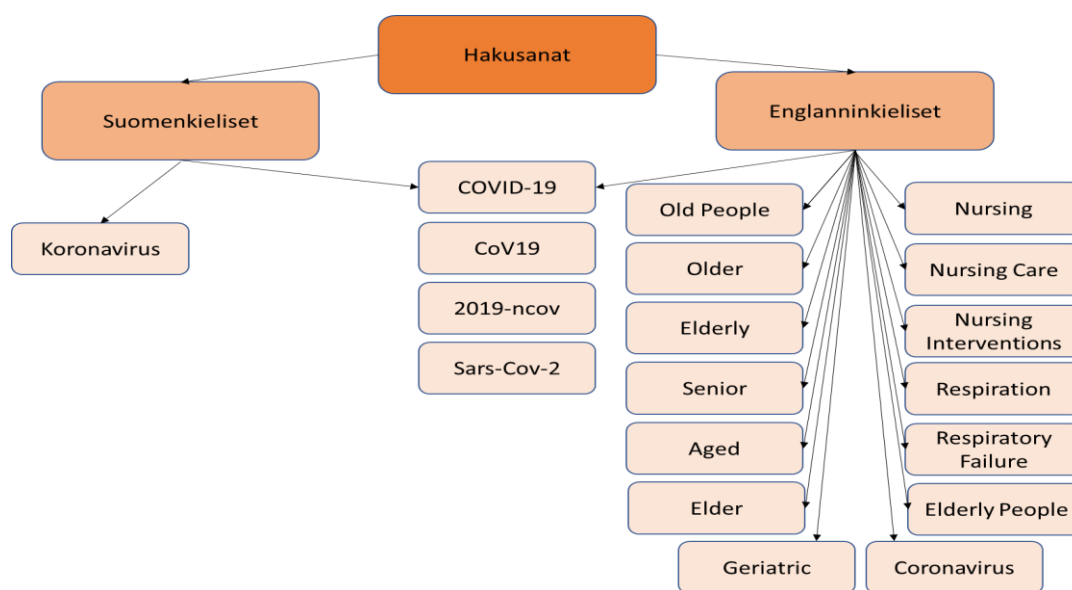 Hakusanat
Suomenkieliset
Englanninkieliset
Koronavirus
COVID-19
CoV19
2019-ncov
Sars-Cov-2
Old People
Older
Elderly
Senior
Aged
Elder
Geriatric
Nursing
Nursing Care
Nursing
Interventions
Respiration
Respiratory
Failure
Elderly People
Coronavirus